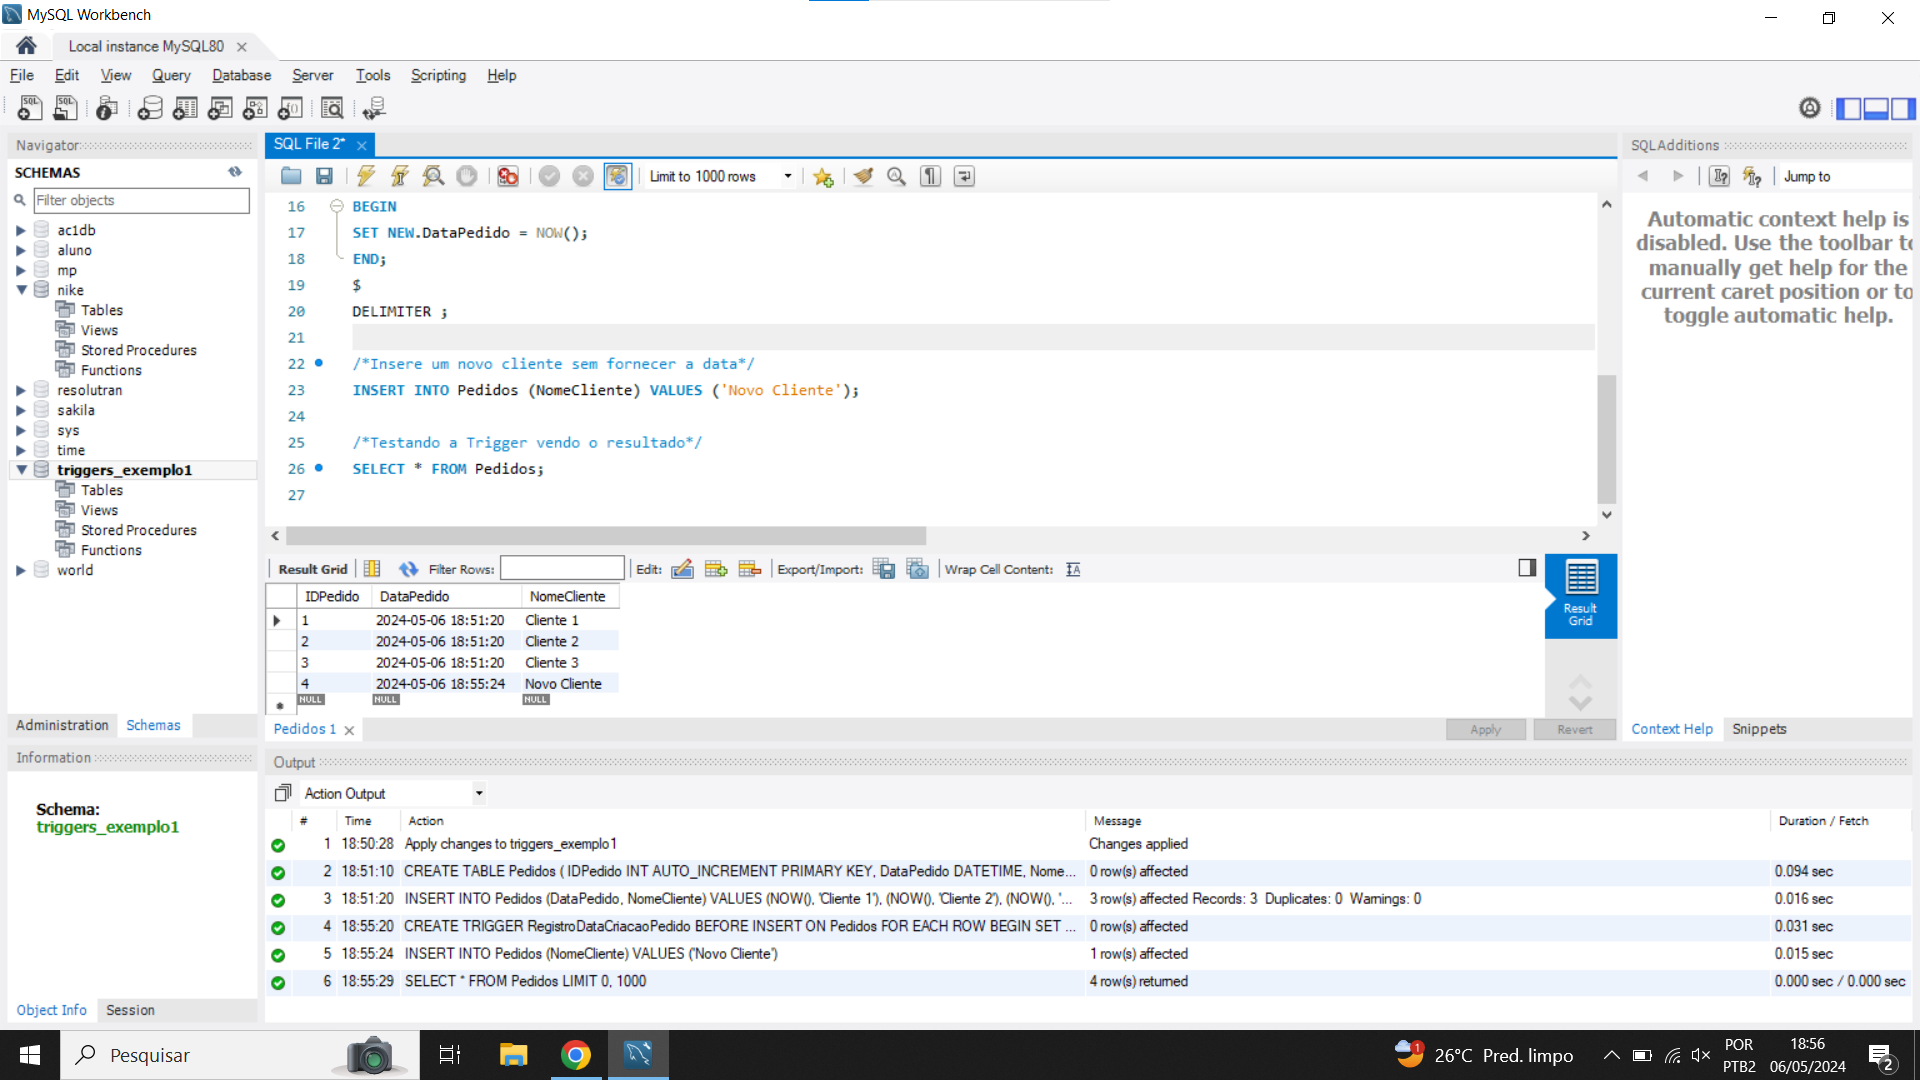 MySQL Workbench
Local instance MySQL80
File Edit View Query Database Server Tools Scripting Help
Navigator
SCHEMAS
Filter objects
ac1db
aluno
mp
nike
Tables
Views
Stored Procedures
Functions
resolutran
sakila
sys
time
triggers_exemplo1
Tables
Views
Stored Procedures
Functions
world
Administration Schemas
Information
Schema:
triggers_exemplo1
Object Info Session
SQL File 2*
Limit to 1000 rows
16 BEGIN
17 SET NEW.DataPedido = NOW();
18 END;
19 $
20 DELIMITER ;
21
22 /*Insere um novo cliente sem fornecer a data*/
23 INSERT INTO Pedidos (NomeCliente) VALUES ('Novo Cliente');
24
25 /*Testando a Trigger vendo o resultado*/
26 SELECT * FROM Pedidos;
27
Result Grid Filter Rows: Edit: Export/Import: Wrap Cell Content: IA
IDPedido DataPedido NomeCliente
1 2024-05-06 18:51:20 Cliente 1
2 2024-05-06 18:51:20 Cliente 2
3 2024-05-06 18:51:20 Cliente 3
4 2024-05-06 18:55:24 Novo Cliente
NULL NULL NULL
Result
Grid
Pedidos 1
Apply Revert
SQLAdditions
Jump to
Automatic context help is
disabled. Use the toolbar to
manually get help for the
current caret position or to
toggle automatic help.
Context Help Snippets
Output
Action Output
# Time Action Message Duration / Fetch
1 18:50:28 Apply changes to triggers_exemplo1 Changes applied
2 18:51:10 CREATE TABLE Pedidos ( IDPedido INT AUTO_INCREMENT PRIMARY KEY, DataPedido DATETIME, Nome... 0 row(s) affected 0.094 sec
3 18:51:20 INSERT INTO Pedidos (DataPedido, NomeCliente) VALUES (NOW(), 'Cliente 1'), (NOW(), 'Cliente 2'), (NOW(), '... 3 row(s) affected Records: 3 Duplicates: 0 Warnings: 0 0.016 sec
4 18:55:20 CREATE TRIGGER RegistroDataCriacaoPedido BEFORE INSERT ON Pedidos FOR EACH ROW BEGIN SET ... 0 row(s) affected 0.031 sec
5 18:55:24 INSERT INTO Pedidos (NomeCliente) VALUES ('Novo Cliente') 1 row(s) affected 0.015 sec
6 18:55:29 SELECT * FROM Pedidos LIMIT 0, 1000 4 row(s) returned 0.000 sec / 0.000 sec
Pesquisar
1
26°C Pred. limpo
POR
PTB2
18:56
06/05/2024
2